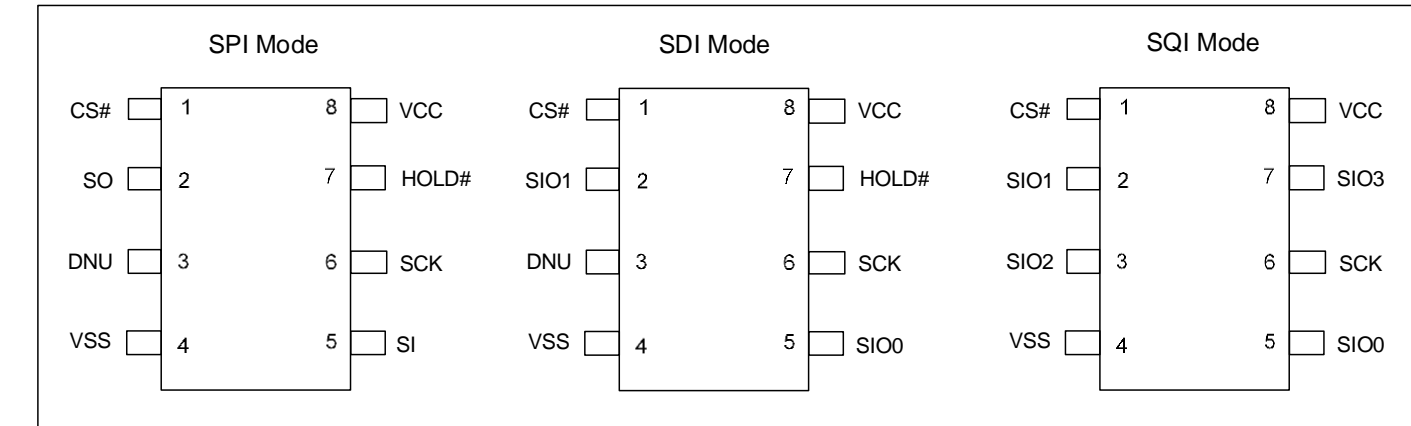 SPI Mode SDI Mode SQI Mode
CS# 1 8 VCC CS# 1 8 VCC CS# 1 8 VCC
SO 2 7 HOLD# SIO1 2 7 HOLD# SIO1 2 7 SIO3
DNU 3 6 SCK DNU 3 6 SCK SIO2 3 6 SCK
VSS 4 5 SI VSS 4 5 SIO0 VSS 4 5 SIO0